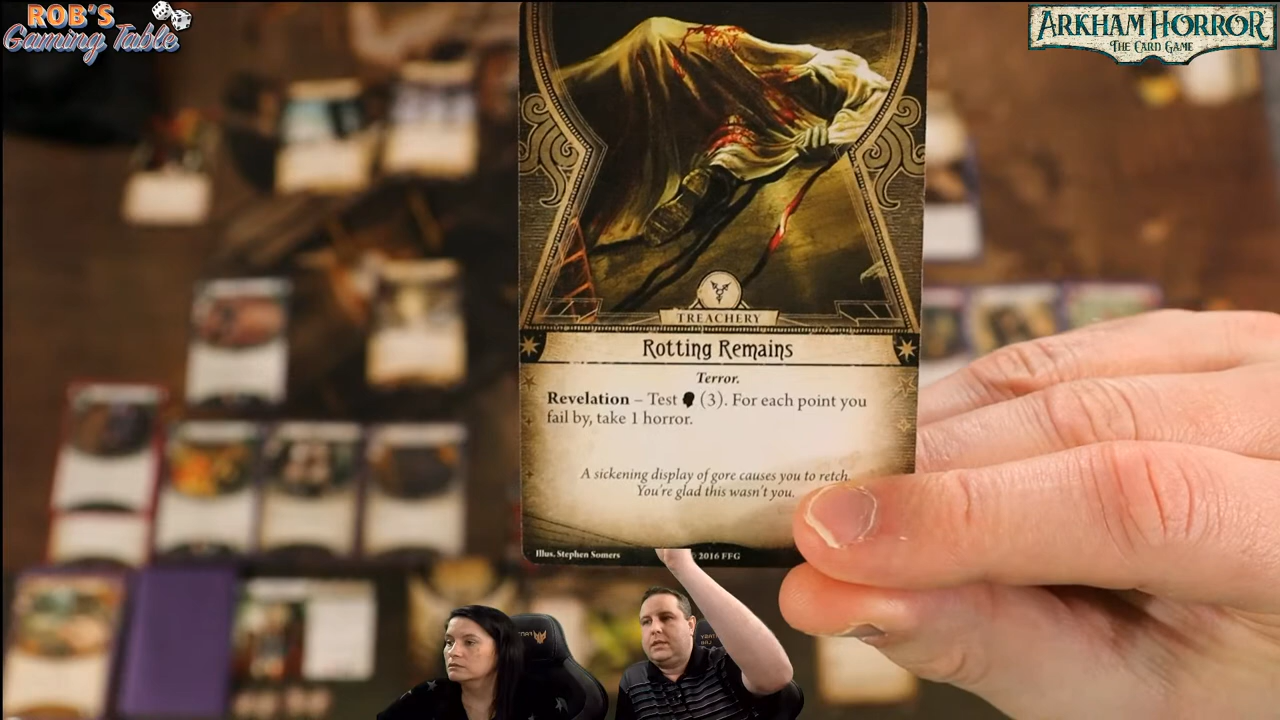 ROB'S
Gaming Table
ARKHAM HORROR
THE CARD GAME
TREACHERY
Rotting Remains
Terror.
Revelation – Test (3). For each point you
fail by, take 1 horror.
A sickening display of gore causes you to retch.
You're glad this wasn't you.
Illus. Stephen Somers
2016 FFG